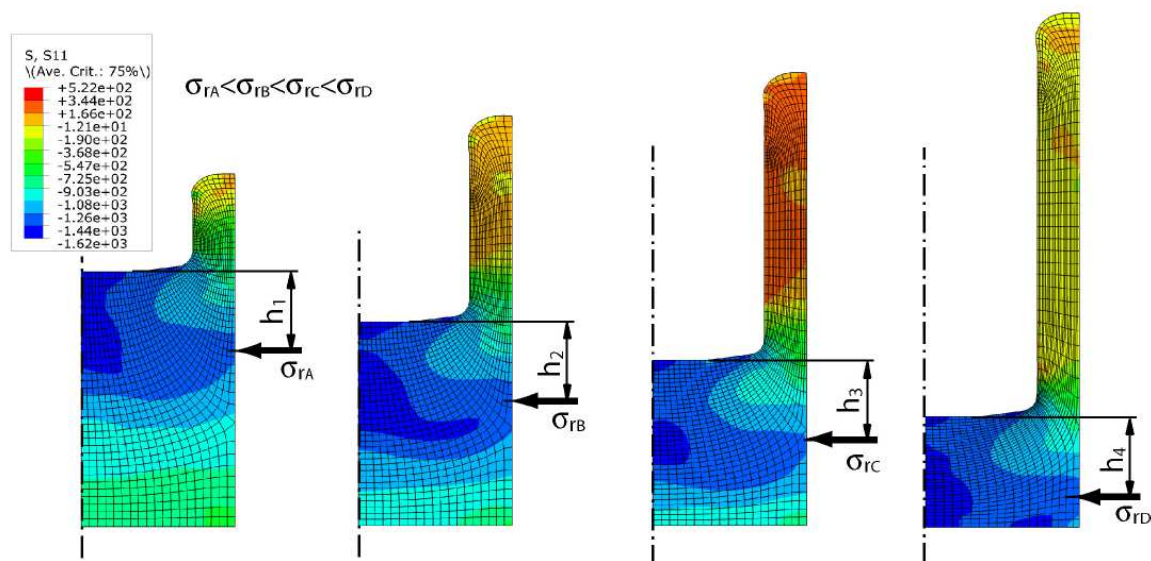 S, S11
\(Ave. Crit.: 75%\)
+5.22e+02
+3.44e+02
+1.66e+02
-1.21e+01
-1.90e+02
-3.68e+02
-5.47e+02
-7.25e+02
-9.03e+02
-1.08e+03
-1.26e+03
-1.44e+03
-1.62e+03
σrA<σrB<σrC<σrD
h1
σrA
h2
σrB
h3
σrC
h4
σrD